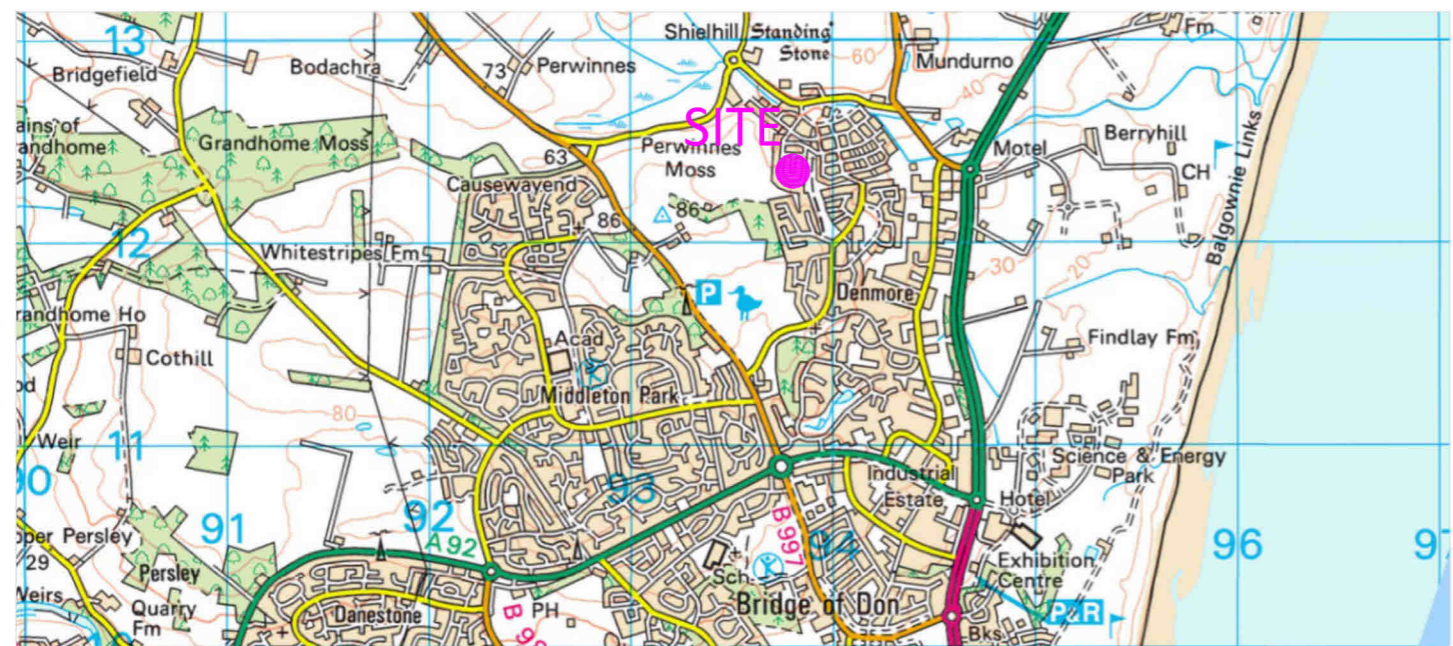 Shielhill
Standing
Stone
Fm
13
Bridgefield
Bodachra
73
Perwinnes
60
Mundurno
40
ains of
randhome
Grandhome Moss
SITE
63
Perwinnes
Moss
Motel
Berryhill
CH
Balgownie Links
Causewayend
86
86
12
Whitestripes Fm
30
20
Denmore
P
randhome Ho
Cothill
Acad
Findlay Fm
od
Middleton Park
80
Weir
11
Science & Energy
Park
90
93
Industrial
Estate
Hotel
91
92
A 92
B 997
94
96
9
pper Persley
29
Persley
Exhibition
Centre
Sch
Weirs
Quarry
Fm
Danestone
PH
Bridge of Don
P&R
10
B 99
Bks